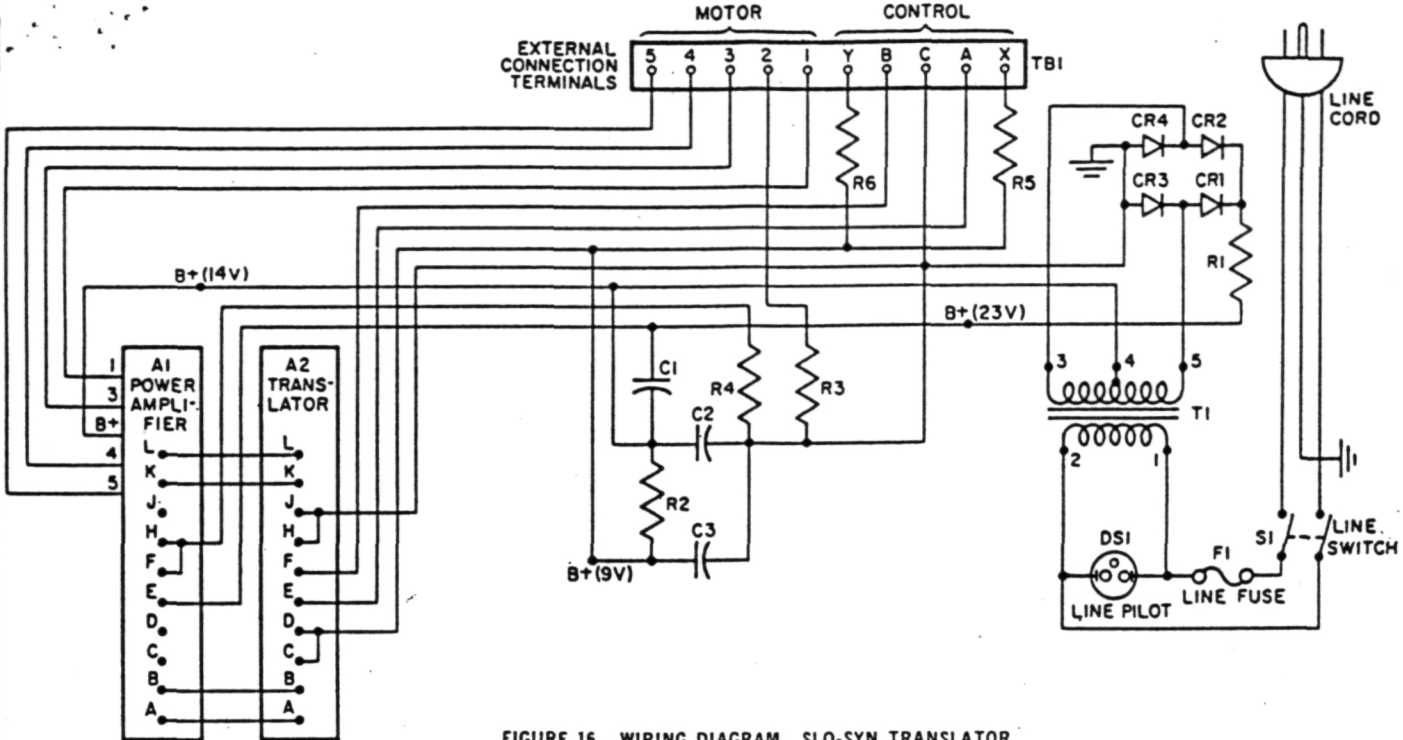 MOTOR CONTROL
EXTERNAL
CONNECTION
TERMINALS
5 4 3 2 1 Y B C A X
TB1
LINE
CORD
CR4 CR2
CR3 CR1
R6
R5
R1
B+(14V)
B+(23V)
1
3
B+
4
5
A1
POWER
AMPLI-
FIER
L
K
J
H
F
E
D
C
B
A
A2
TRANS-
LATOR
L
K
J
H
F
E
D
C
B
A
C1
R4
R3
C2
R2
C3
B+(9V)
3 4 5
T1
2 1
DS1
LINE PILOT
F1
LINE FUSE
S1
LINE
SWITCH
FIGURE 16 WIRING DIAGRAM, SLO-SYN TRANSLATOR